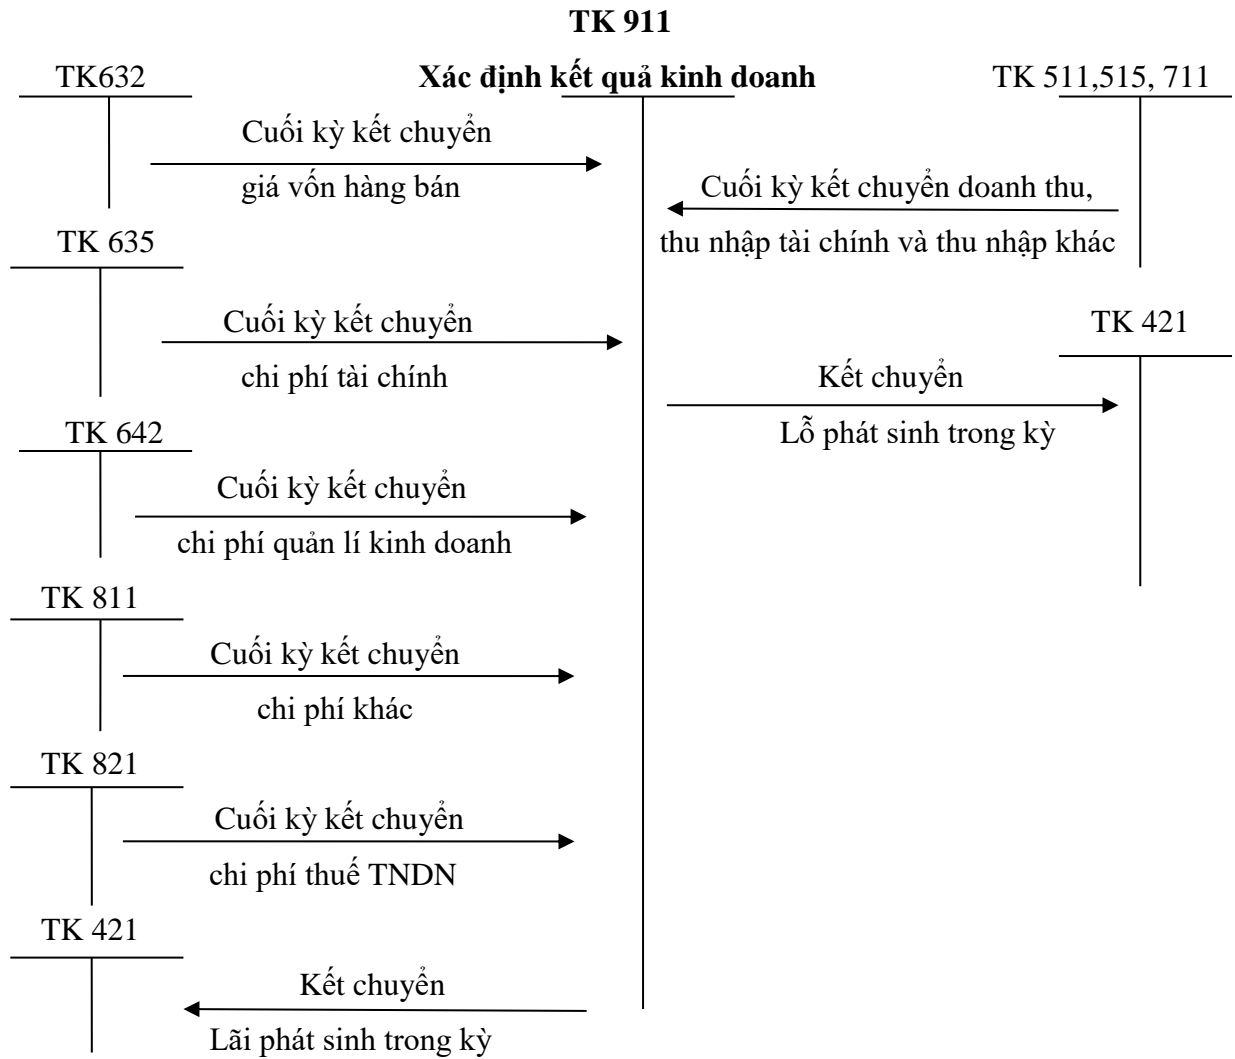 TK 911
TK632
Xác định kết quả kinh doanh
TK 511,515, 711
Cuối kỳ kết chuyển
giá vốn hàng bán
Cuối kỳ kết chuyển doanh thu,
thu nhập tài chính và thu nhập khác
TK 635
Cuối kỳ kết chuyển
chi phí tài chính
TK 421
Kết chuyển
Lỗ phát sinh trong kỳ
TK 642
Cuối kỳ kết chuyển
chi phí quản lí kinh doanh
TK 811
Cuối kỳ kết chuyển
chi phí khác
TK 821
Cuối kỳ kết chuyển
chi phí thuế TNDN
TK 421
Kết chuyển
Lãi phát sinh trong kỳ